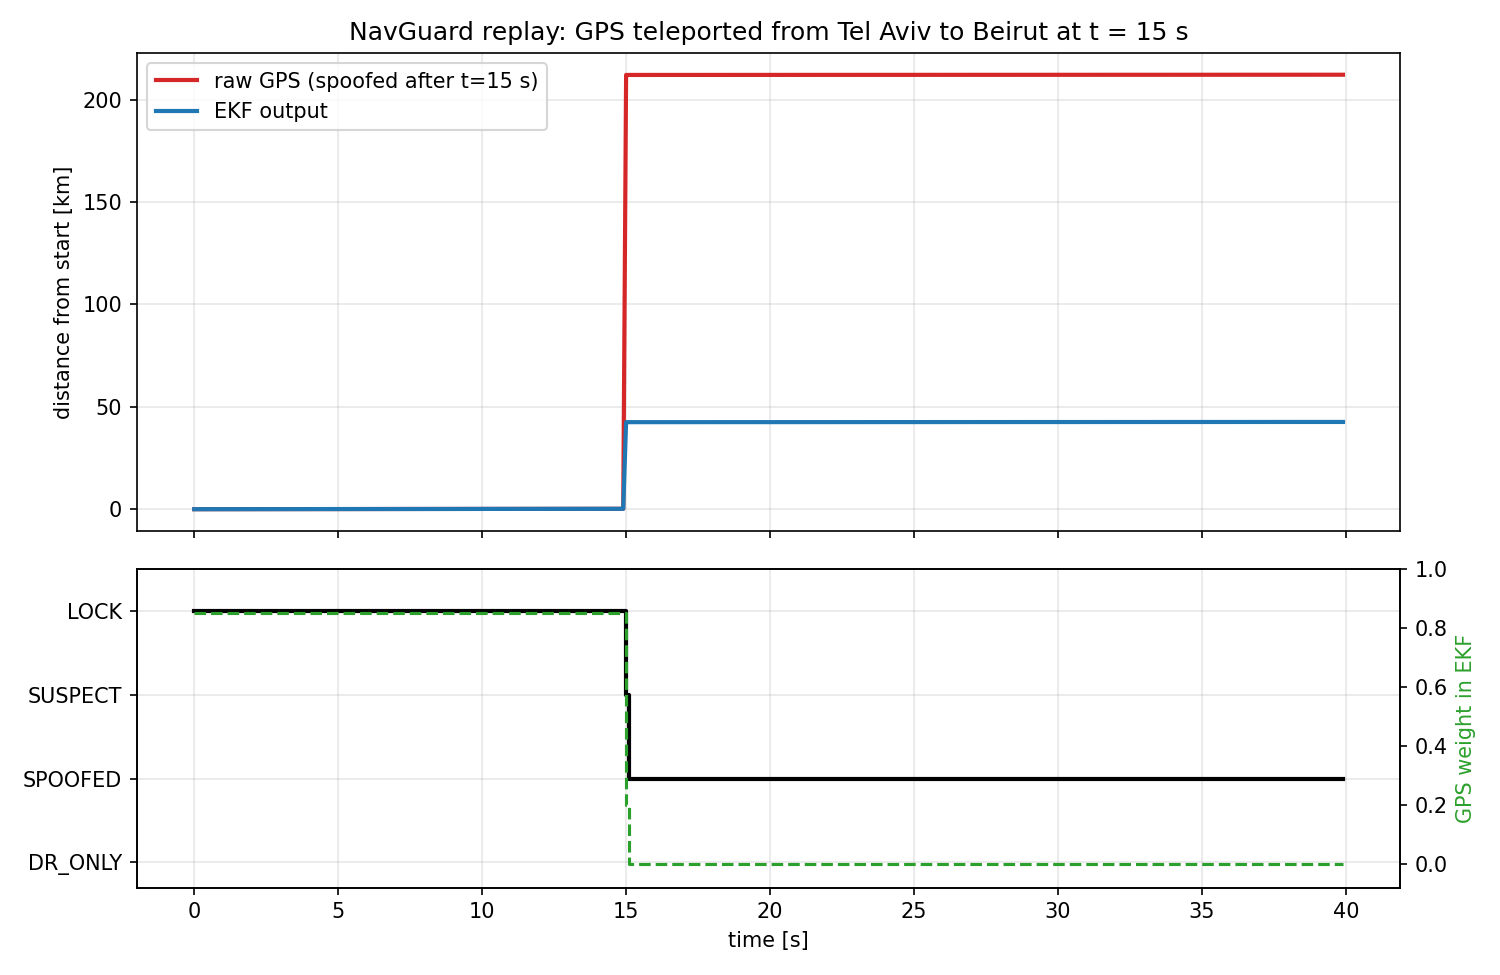 NavGuard replay: GPS teleported from Tel Aviv to Beirut at t = 15 s
raw GPS (spoofed after t=15 s)
EKF output
distance from start [km]
200
150
100
50
0
LOCK
SUSPECT
SPOOFED
DR_ONLY
1.0
0.8
0.6
0.4
0.2
0.0
GPS weight in EKF
0 5 10 15 20 25 30 35 40
time [s]